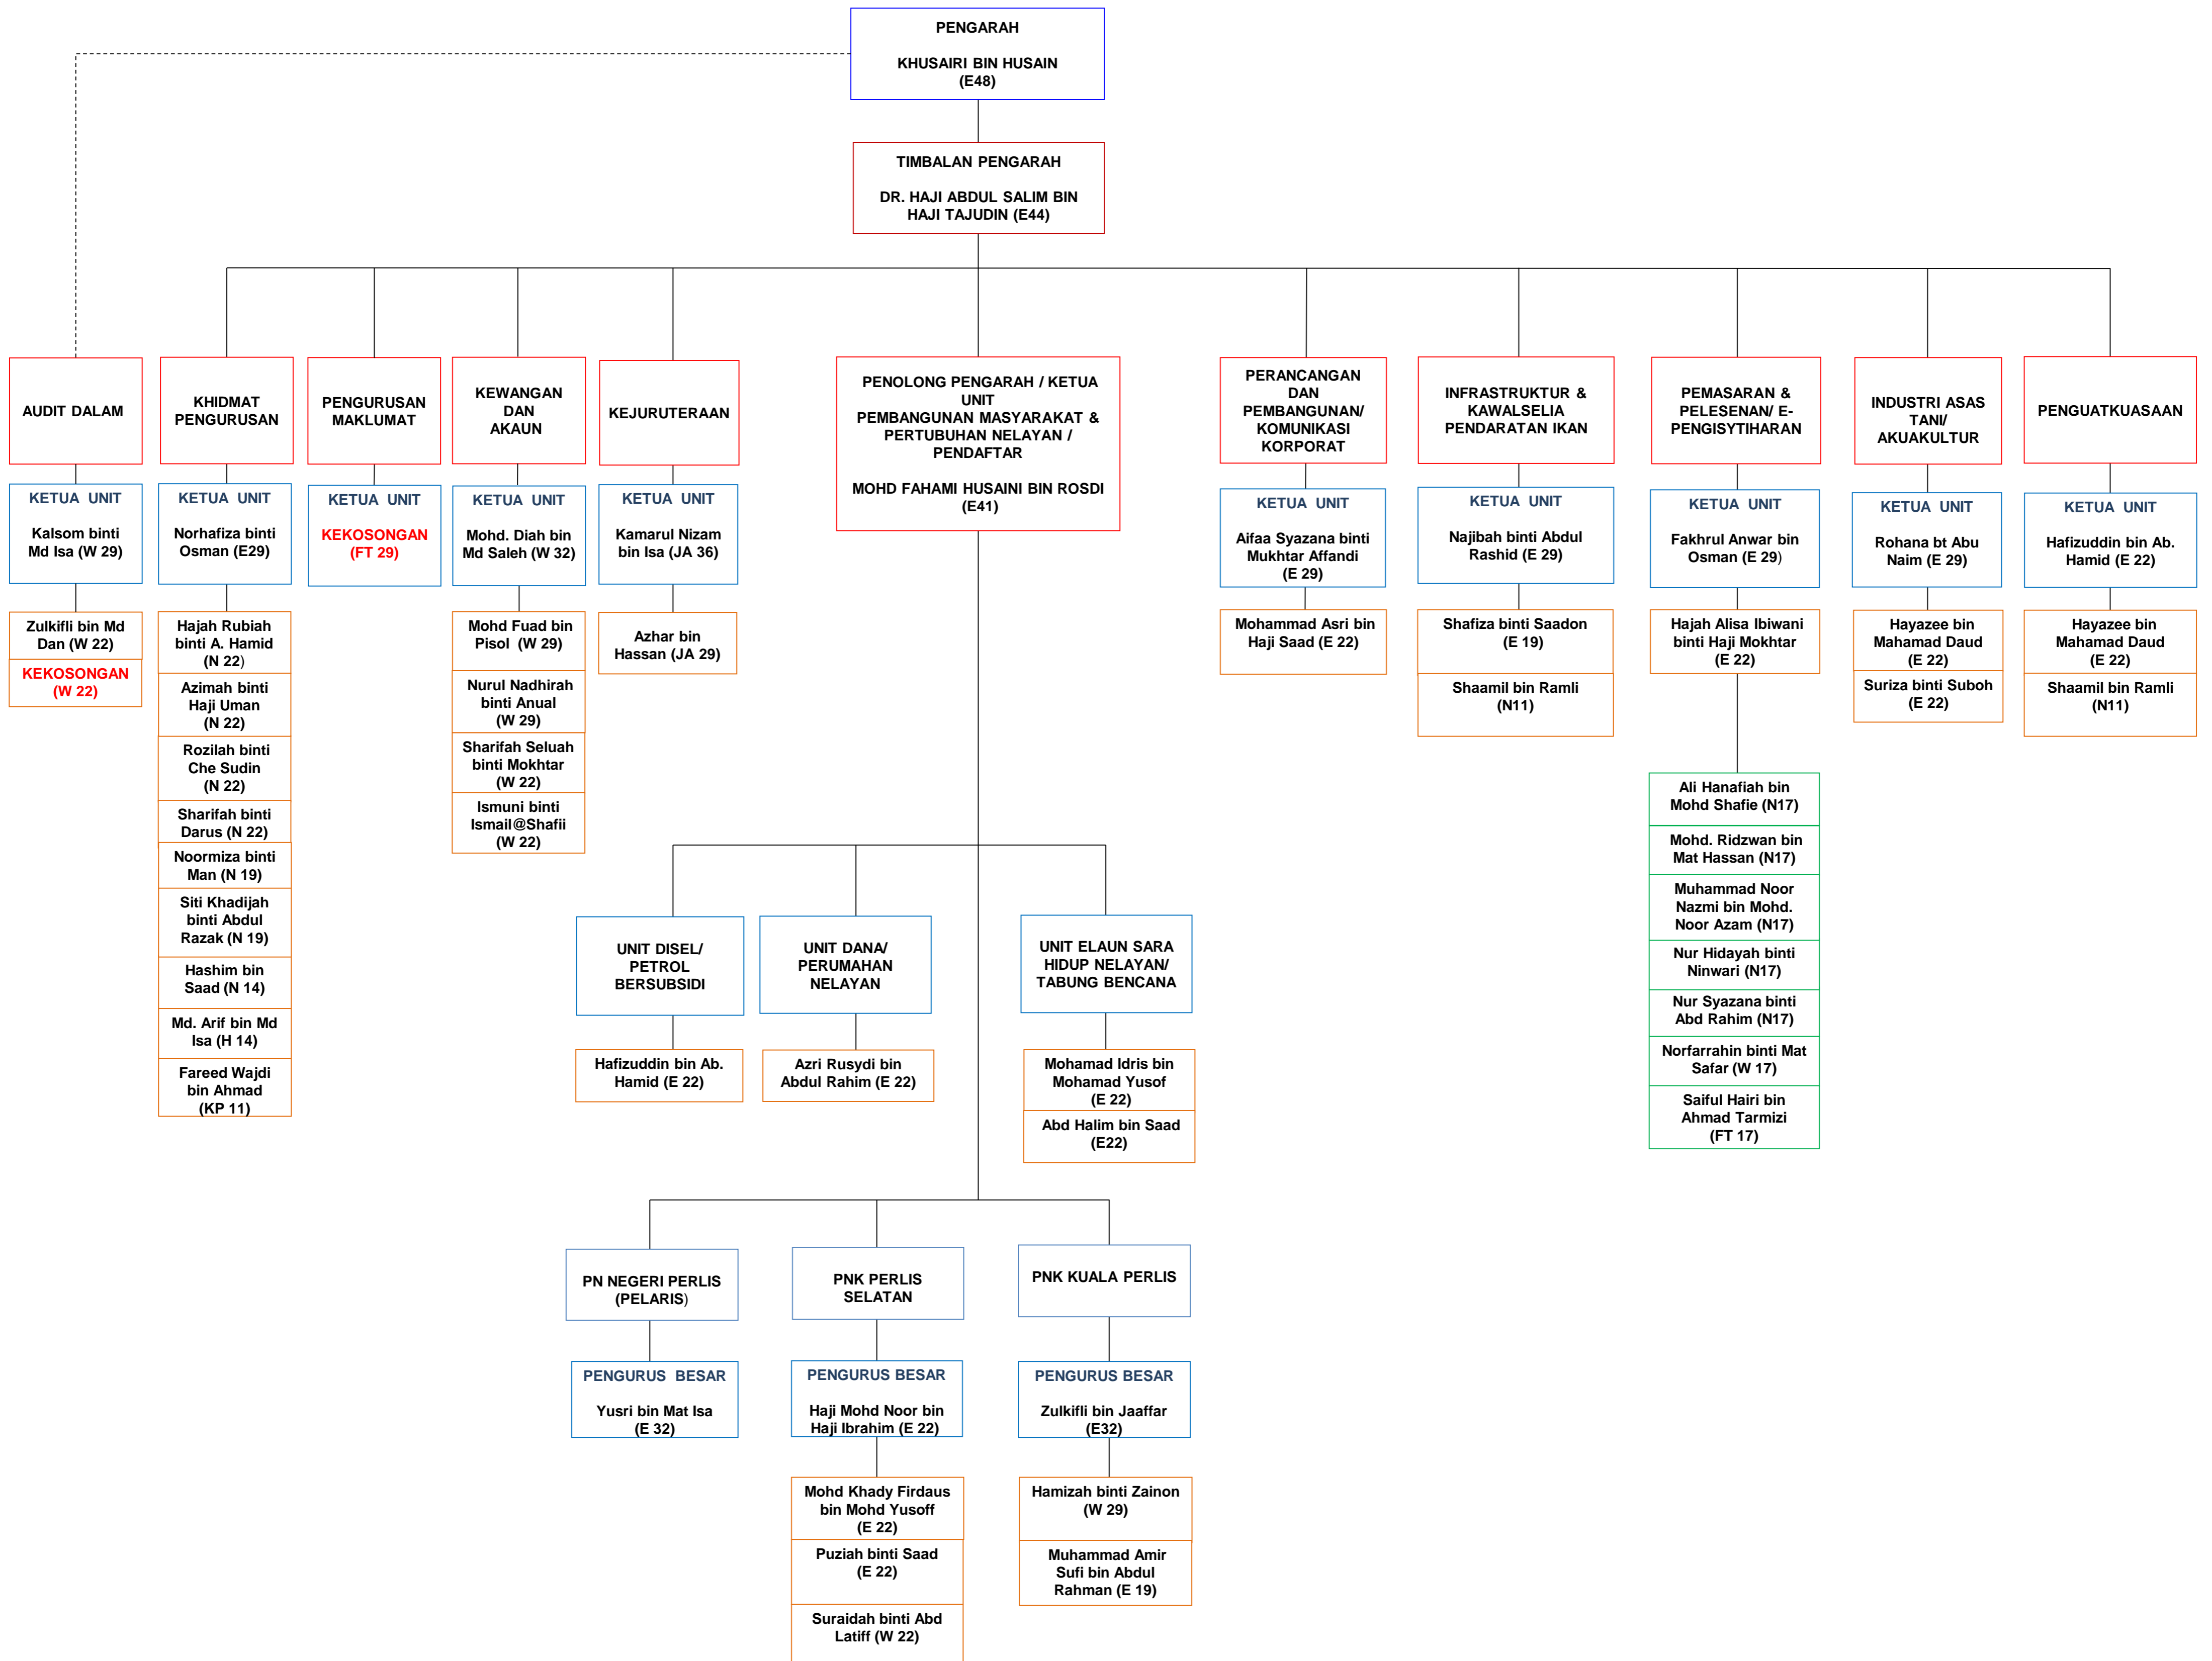 PENGARAH
KHUSAIRI BIN HUSAIN
(E48)
TIMBALAN PENGARAH
DR. HAJI ABDUL SALIM BIN
HAJI TAJUDIN (E44)
AUDIT DALAM
KETUA UNIT
Kalsom binti
Md Isa (W 29)
Zulkifli bin Md
Dan (W 22)
KEKOSONGAN
(W 22)
KHIDMAT
PENGURUSAN
KETUA UNIT
Norhafiza binti
Osman (E29)
Hajah Rubiah
binti A. Hamid
(N 22)
Azimah binti
Haji Uman
(N 22)
Rozilah binti
Che Sudin
(N 22)
Sharifah binti
Darus (N 22)
Noormiza binti
Man (N 19)
Siti Khadijah
binti Abdul
Razak (N 19)
Hashim bin
Saad (N 14)
Md. Arif bin Md
Isa (H 14)
Fareed Wajdi
bin Ahmad
(KP 11)
PENGURUSAN
MAKLUMAT
KETUA UNIT
KEKOSONGAN
(FT 29)
KEWANGAN
DAN
AKAUN
KETUA UNIT
Mohd. Diah bin
Md Saleh (W 32)
Mohd Fuad bin
Pisol (W 29)
Nurul Nadhirah
binti Anual
(W 29)
Sharifah Seluah
binti Mokhtar
(W 22)
Ismuni binti
Ismail@Shafii
(W 22)
KEJURUTERAAN
KETUA UNIT
Kamarul Nizam
bin Isa (JA 36)
Azhar bin
Hassan (JA 29)
PENOLONG PENGARAH / KETUA
UNIT
PEMBANGUNAN MASYARAKAT &
PERTUBUHAN NELAYAN /
PENDAFTAR
MOHD FAHAMI HUSAINI BIN ROSDI
(E41)
PERANCANGAN
DAN
PEMBANGUNAN/
KOMUNIKASI
KORPORAT
KETUA UNIT
Aifaa Syazana binti
Mukhtar Affandi
(E 29)
Mohammad Asri bin
Haji Saad (E 22)
INFRASTRUKTUR &
KAWALSELIA
PENDARATAN IKAN
KETUA UNIT
Najibah binti Abdul
Rashid (E 29)
Shafiza binti Saadon
(E 19)
Shaamil bin Ramli
(N11)
PEMASARAN &
PELESENAN/ E-
PENGISYTIHARAN
KETUA UNIT
Fakhrul Anwar bin
Osman (E 29)
Hajah Alisa Ibiwani
binti Haji Mokhtar
(E 22)
Ali Hanafiah bin
Mohd Shafie (N17)
Mohd. Ridzwan bin
Mat Hassan (N17)
Muhammad Noor
Nazmi bin Mohd.
Noor Azam (N17)
Nur Hidayah binti
Ninwari (N17)
Nur Syazana binti
Abd Rahim (N17)
Norfarrahin binti Mat
Safar (W 17)
Saiful Hairi bin
Ahmad Tarmizi
(FT 17)
INDUSTRI ASAS
TANI/
AKUAKULTUR
KETUA UNIT
Rohana bt Abu
Naim (E 29)
Hayazee bin
Mahamad Daud
(E 22)
Suriza binti Suboh
(E 22)
PENGUATKUASAAN
KETUA UNIT
Hafizuddin bin Ab.
Hamid (E 22)
Hayazee bin
Mahamad Daud
(E 22)
Shaamil bin Ramli
(N11)
UNIT DISEL/
PETROL
BERSUBSIDI
Hafizuddin bin Ab.
Hamid (E 22)
UNIT DANA/
PERUMAHAN
NELAYAN
Azri Rusydi bin
Abdul Rahim (E 22)
UNIT ELAUN SARA
HIDUP NELAYAN/
TABUNG BENCANA
Mohamad Idris bin
Mohamad Yusof
(E 22)
Abd Halim bin Saad
(E22)
PN NEGERI PERLIS
(PELARIS)
PENGURUS BESAR
Yusri bin Mat Isa
(E 32)
PNK PERLIS
SELATAN
PENGURUS BESAR
Haji Mohd Noor bin
Haji Ibrahim (E 22)
Mohd Khady Firdaus
bin Mohd Yusoff
(E 22)
Puziah binti Saad
(E 22)
Suraidah binti Abd
Latiff (W 22)
PNK KUALA PERLIS
PENGURUS BESAR
Zulkifli bin Jaaffar
(E32)
Hamizah binti Zainon
(W 29)
Muhammad Amir
Sufi bin Abdul
Rahman (E 19)